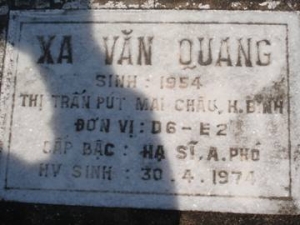 XA VĂN QUANG
SINH : 1954
THỊ TRẤN PUT MAI CHÂU, H. BÌNH
ĐƠN VỊ : D6 - E2
CẤP BẬC : HẠ SĨ, A. PHÓ
HY SINH : 30.4.1974